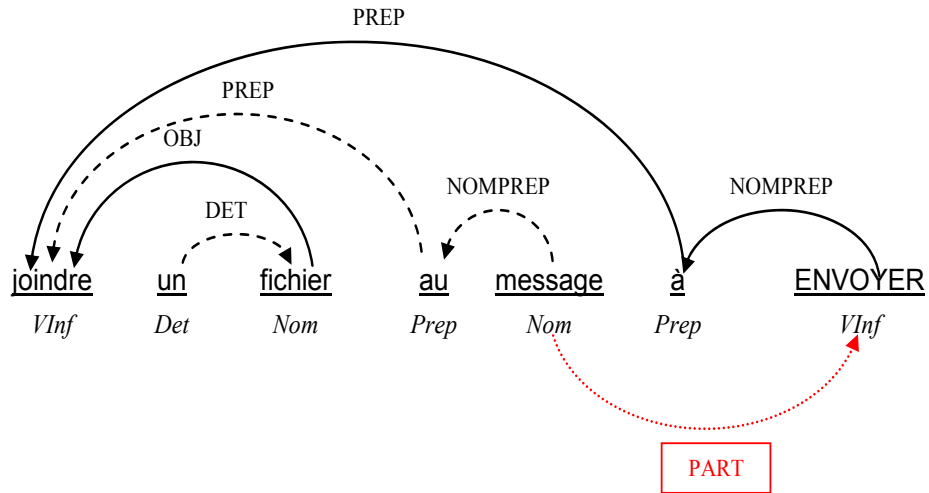 PREP
PREP
OBJ
NOMPREP NOMPREP
DET
joindre un fichier au message à ENVOYER
VInf Det Nom Prep Nom Prep VInf
PART